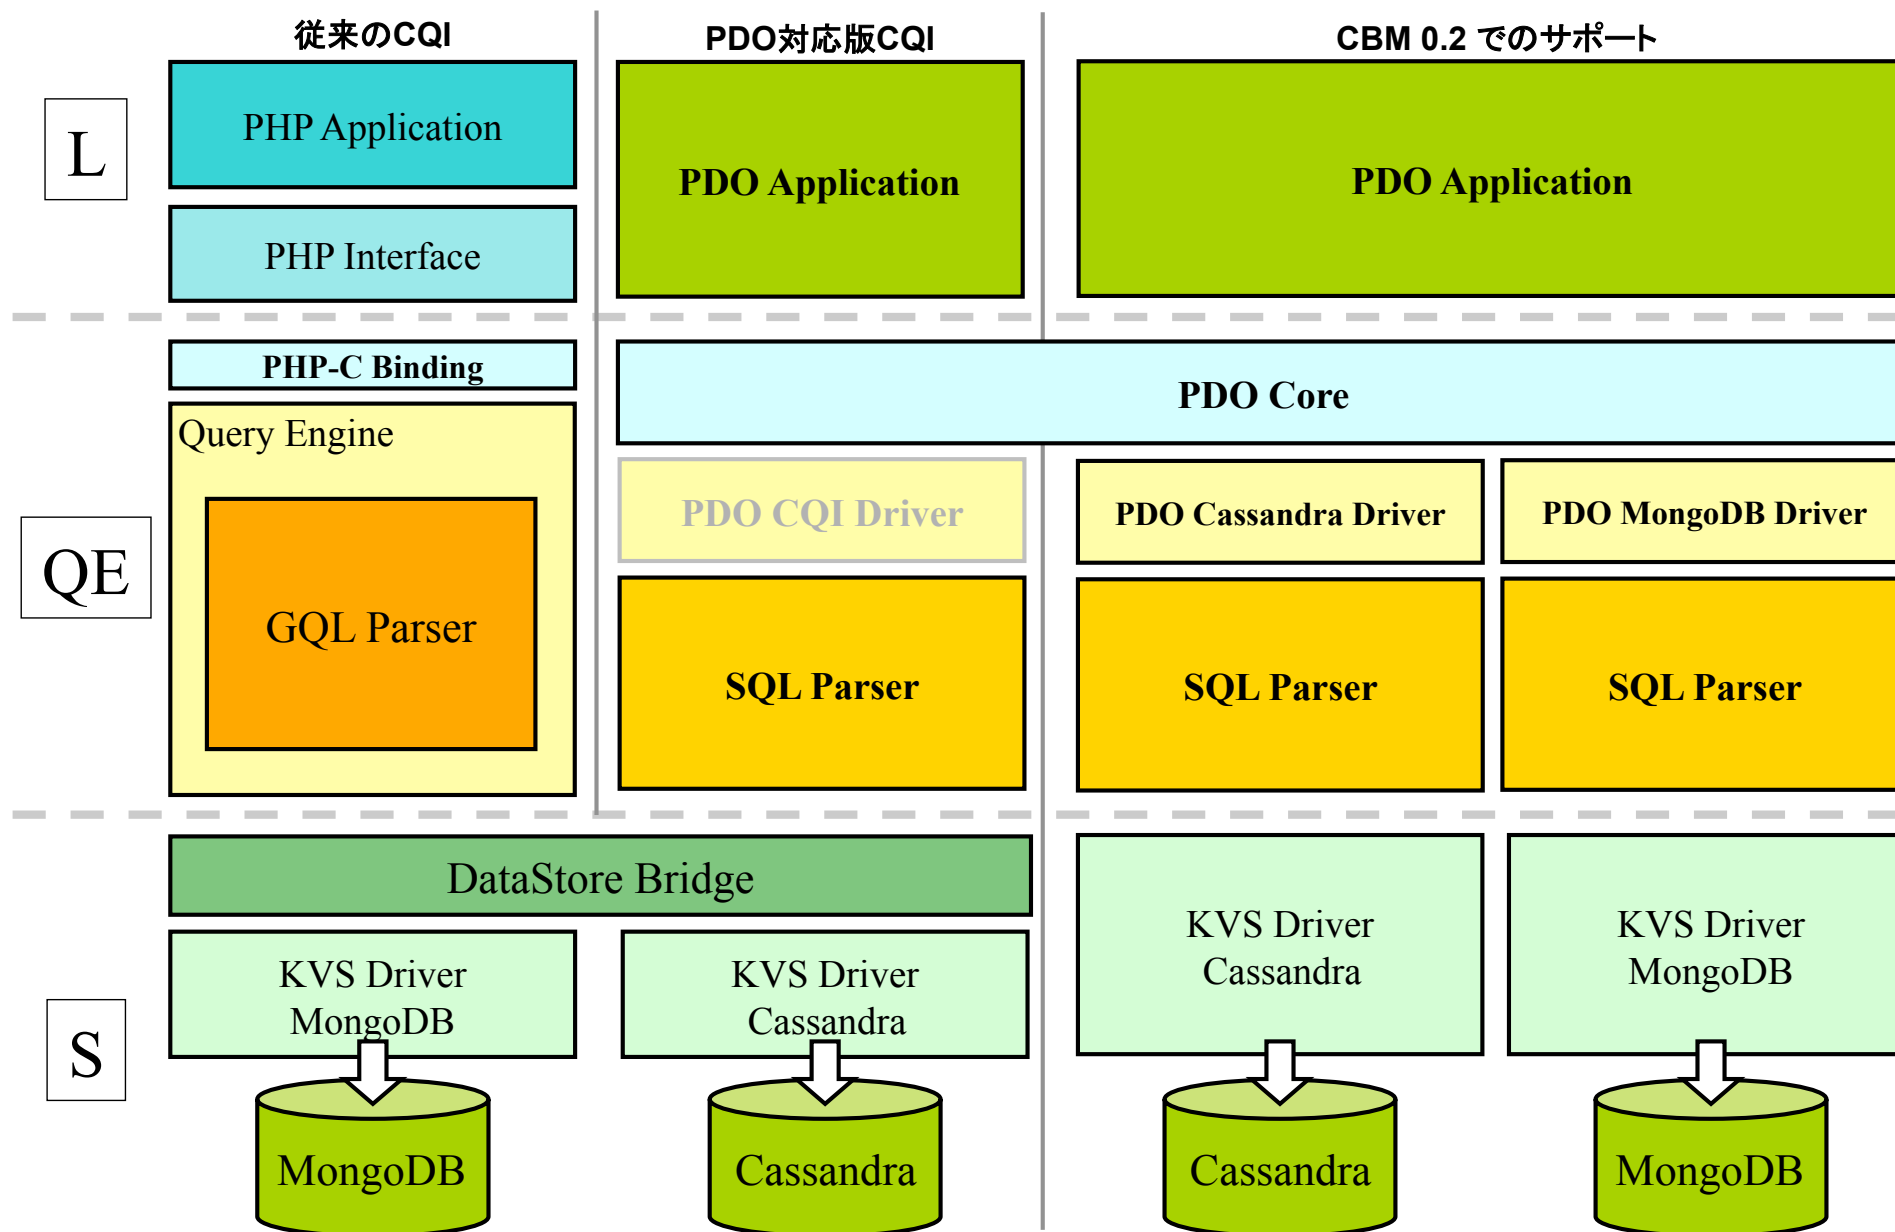 従来のCQI
PDO対応版CQI
CBM 0.2 でのサポート
L
PHP Application
PDO Application
PDO Application
PHP Interface
QE
PHP-C Binding
PDO Core
Query Engine
GQL Parser
PDO CQI Driver
PDO Cassandra Driver
PDO MongoDB Driver
SQL Parser
SQL Parser
SQL Parser
S
DataStore Bridge
KVS Driver
MongoDB
KVS Driver
Cassandra
KVS Driver
Cassandra
KVS Driver
MongoDB
MongoDB
Cassandra
Cassandra
MongoDB